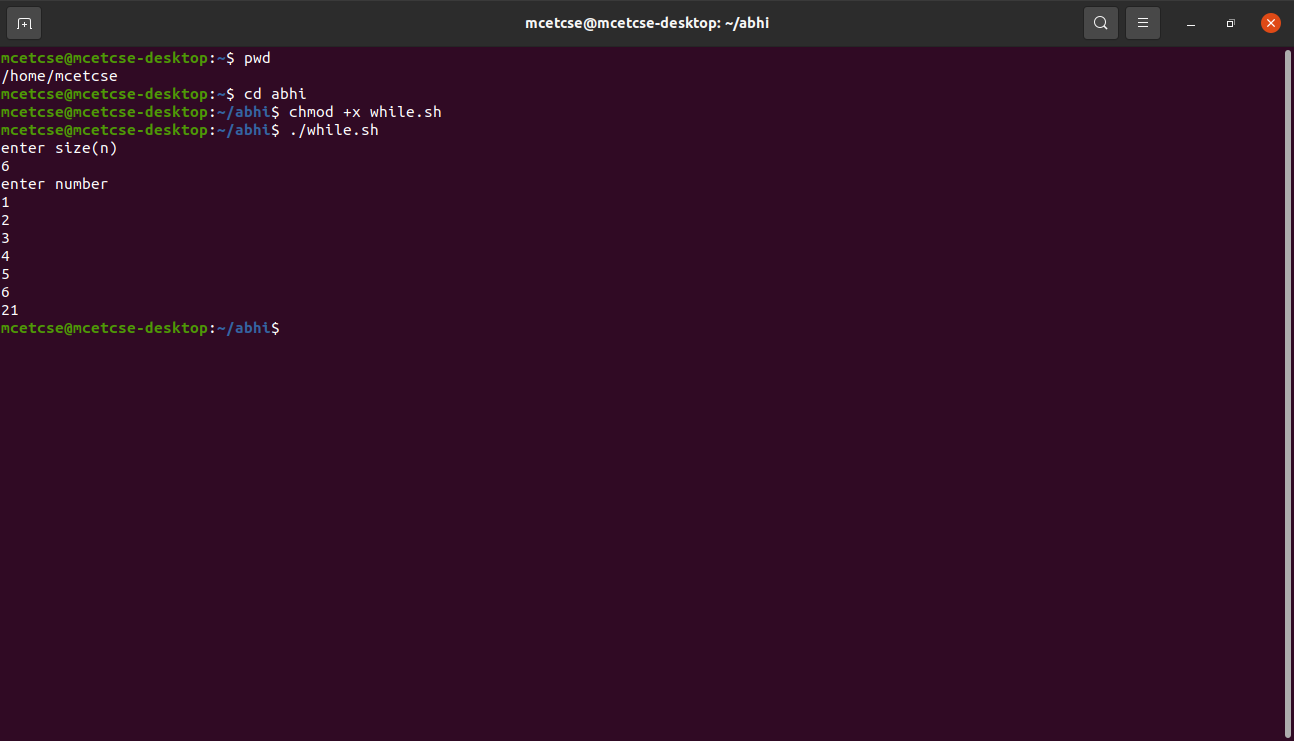 mcetcse@mcetcse-desktop: ~/abhi
mcetcse@mcetcse-desktop:~$ pwd
/home/mcetcse
mcetcse@mcetcse-desktop:~$ cd abhi
mcetcse@mcetcse-desktop:~/abhi$ chmod +x while.sh
mcetcse@mcetcse-desktop:~/abhi$ ./while.sh
enter size(n)
6
enter number
1
2
3
4
5
6
21
mcetcse@mcetcse-desktop:~/abhi$